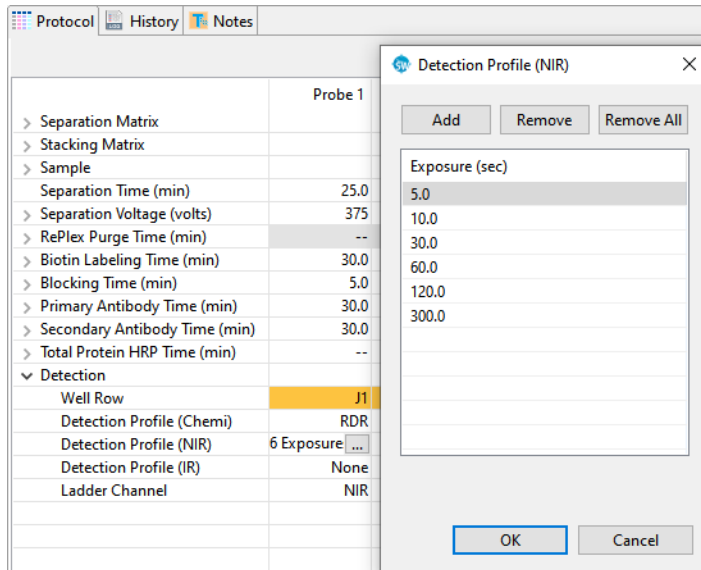 Protocol History Notes
Probe 1
Separation Matrix
Stacking Matrix
Sample
Separation Time (min) 25.0
Separation Voltage (volts) 375
RePlex Purge Time (min) --
Biotin Labeling Time (min) 30.0
Blocking Time (min) 5.0
Primary Antibody Time (min) 30.0
Secondary Antibody Time (min) 30.0
Total Protein HRP Time (min) --
Detection
Well Row J1
Detection Profile (Chemi) RDR
Detection Profile (NIR) 6 Exposure ...
Detection Profile (IR) None
Ladder Channel NIR
SW Detection Profile (NIR)
Add Remove Remove All
Exposure (sec)
5.0
10.0
30.0
60.0
120.0
300.0
OK Cancel